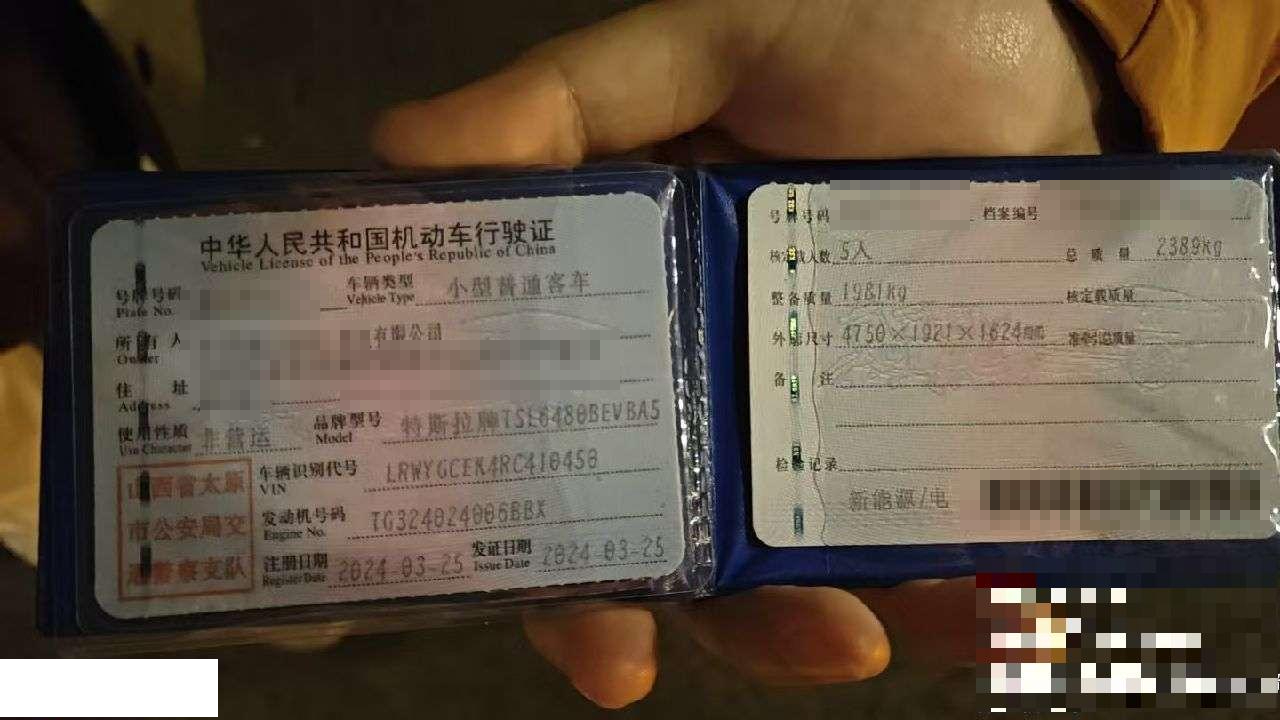 中华人民共和国机动车行驶证
Vehicle License of the People's Republic of China
号牌号码
Plate No.
车辆类型 小型普通客车
Vehicle Type
所有人 有限公司
Owner
住址
Address
使用性质 非营运
Use Character
品牌型号 特斯拉牌TSL6480BEVBA5
Model
车辆识别代号 LRWYGCEK4RC410450
VIN
发动机号码 TG324024006BBX
Engine No.
注册日期 2024-03-25
Register Date
发证日期 2024-03-25
Issue Date
山西省太原
市公安局交
通警察支队
号牌号码 档案编号
核定载人数 5人 总质量 2389kg
整备质量 1981kg 核定载质量
外廓尺寸 4750×1921×1624mm 准牵引总质量
备注
检验记录
新能源/电